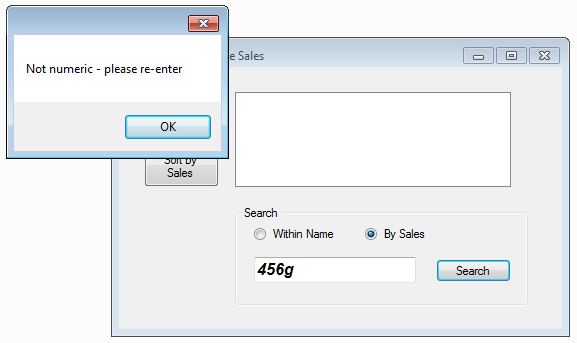 Not numeric - please re-enter
OK
Sales
Sort by
Sales
Search
Within Name
By Sales
456g
Search